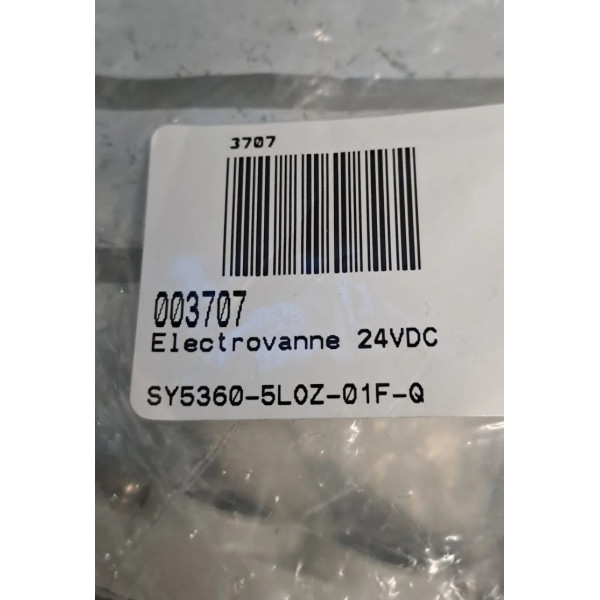 3707
003707
Electrovanne 24VDC
SY5360-5LOZ-01F-Q